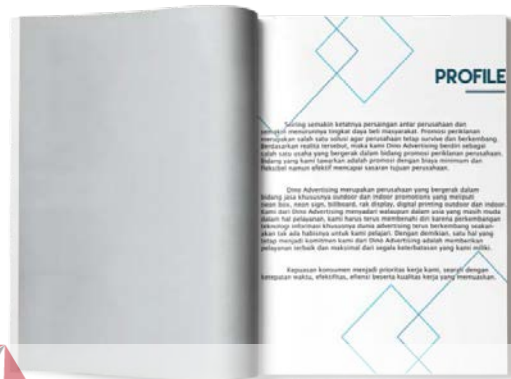 PROFILE
Seiring semakin ketatnya persaingan antar perusahaan dan
semakin menurunnya tingkat daya beli masyarakat. Promosi periklanan
merupakan salah satu solusi agar perusahaan tetap survive dan berkembang.
Berdasarkan realita tersebut, maka kami Dino Advertising berdiri sebagai
salah satu usaha yang bergerak dalam bidang promosi periklanan perusahaan.
Bidang yang kami tawarkan adalah promosi dengan biaya minimum dan
fleksibel namun efektif mencapai sasaran tujuan perusahaan.
Dino Advertising merupakan perusahaan yang bergerak dalam
bidang jasa khususnya outdoor dan indoor promotions yang meliputi
neon box, neon sign, billboard, rak display, digital printing outdoor dan indoor.
Kami dari Dino Advertising menyadari walaupun dalam usia yang masih muda
dalam hal pelayanan, kami harus terus membenahi diri karena perkembangan
teknologi informasi khususnya dunia advertising terus berkembang seakan-
akan tak ada habisnya untuk kami pelajari. Dengan demikian, satu hal yang
tetap menjadi komitmen kami dari Dino Advertising adalah memberikan
pelayanan terbaik dan maksimal dari segala keterbatasan yang kami miliki.
Kepuasan konsumen menjadi prioritas kerja kami, searah dengan
ketepatan waktu, efektifitas, efiensi beserta kualitas kerja yang memuaskan.